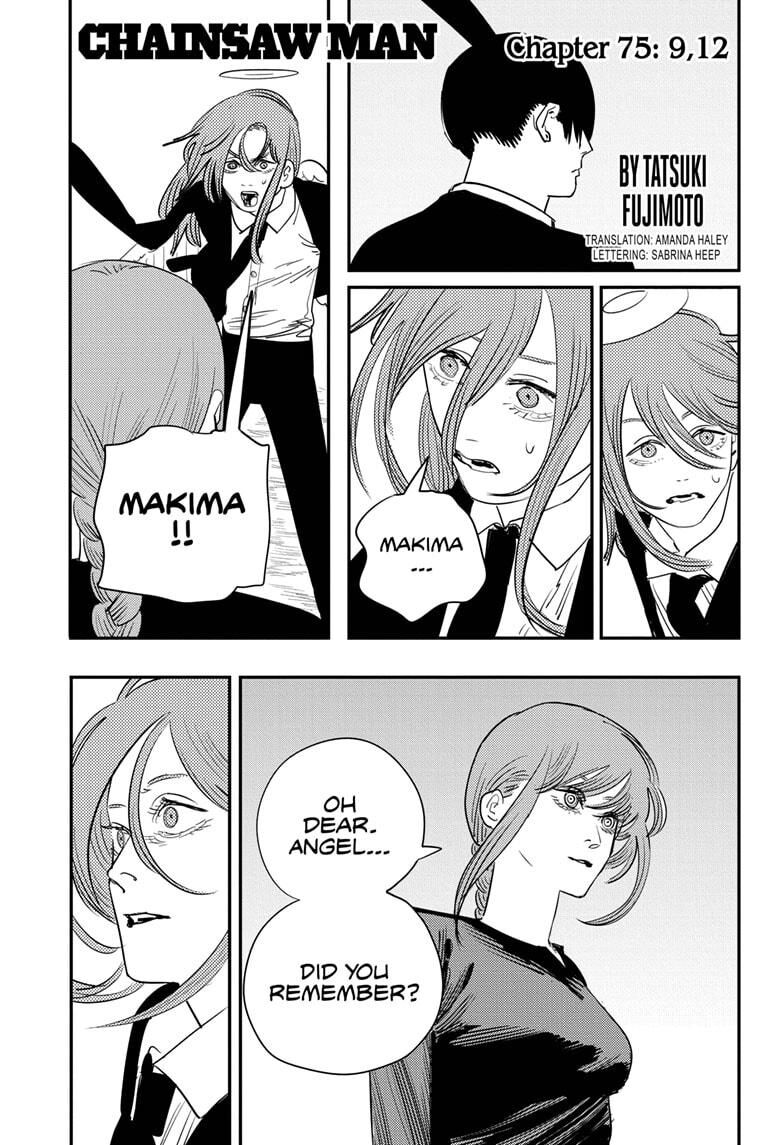 CHAINSAW MAN
Chapter 75: 9,12
BY TATSUKI
FUJIMOTO
TRANSLATION: AMANDA HALEY
LETTERING: SABRINA HEEP
MAKIMA
...
MAKIMA
!!
OH
DEAR.
ANGEL...
DID YOU
REMEMBER?